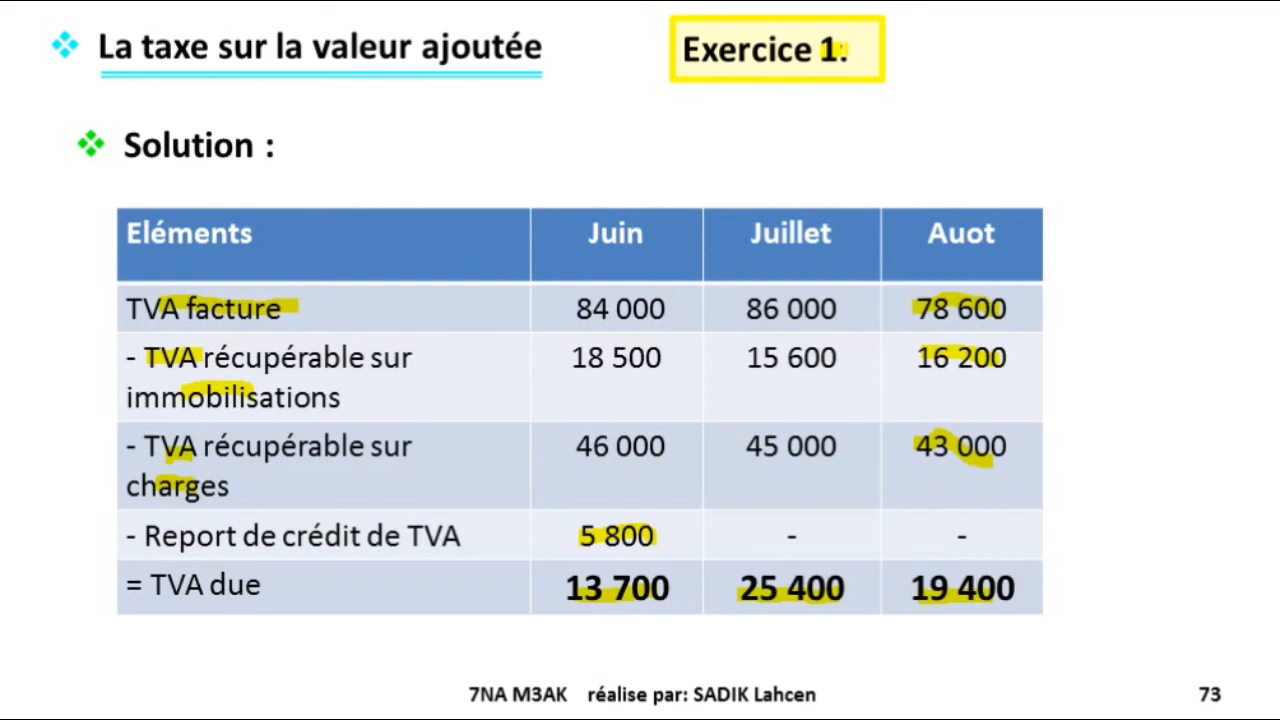 La taxe sur la valeur ajoutée
Exercice 1:
Solution :
Eléments Juin Juillet Auot
TVA facture 84 000 86 000 78 600
- TVA récupérable sur immobilisations 18 500 15 600 16 200
- TVA récupérable sur charges 46 000 45 000 43 000
- Report de crédit de TVA 5 800 - -
= TVA due 13 700 25 400 19 400
7NA M3AK réalise par: SADIK Lahcen 73